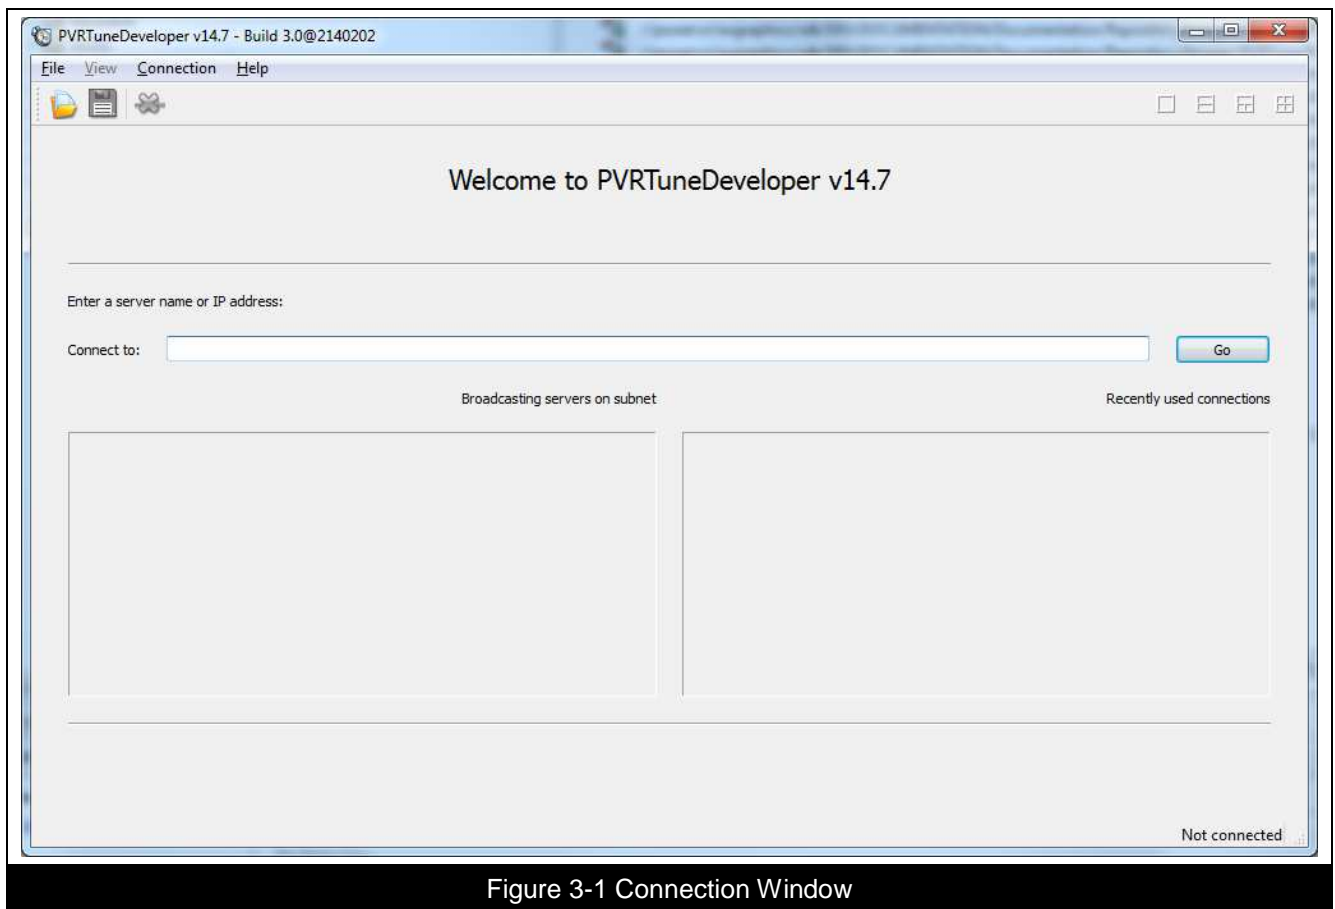 PVRTuneDeveloper v14.7 - Build 3.0@2140202
File View Connection Help
Welcome to PVRTuneDeveloper v14.7
Enter a server name or IP address:
Connect to:
Go
Broadcasting servers on subnet
Recently used connections
Not connected
Figure 3-1 Connection Window